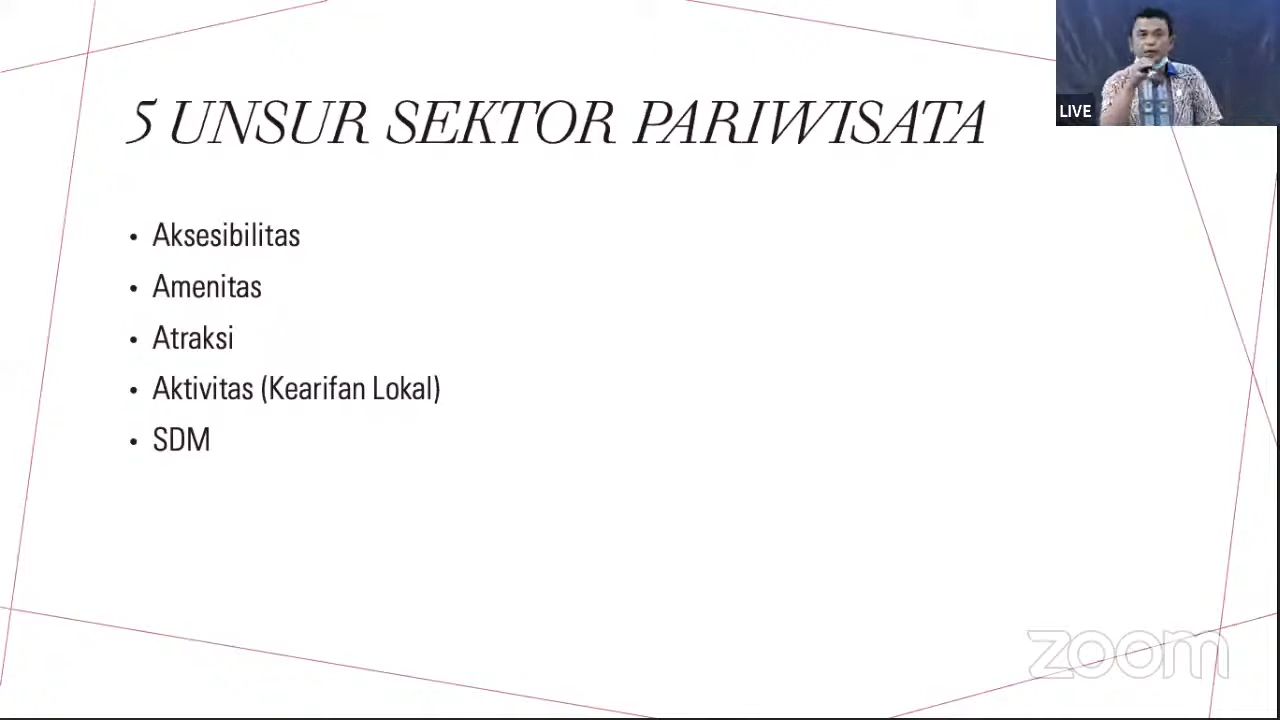 5 UNSUR SEKTOR PARIWISATA
LIVE
• Aksesibilitas
• Amenitas
• Atraksi
• Aktivitas (Kearifan Lokal)
• SDM
zoom